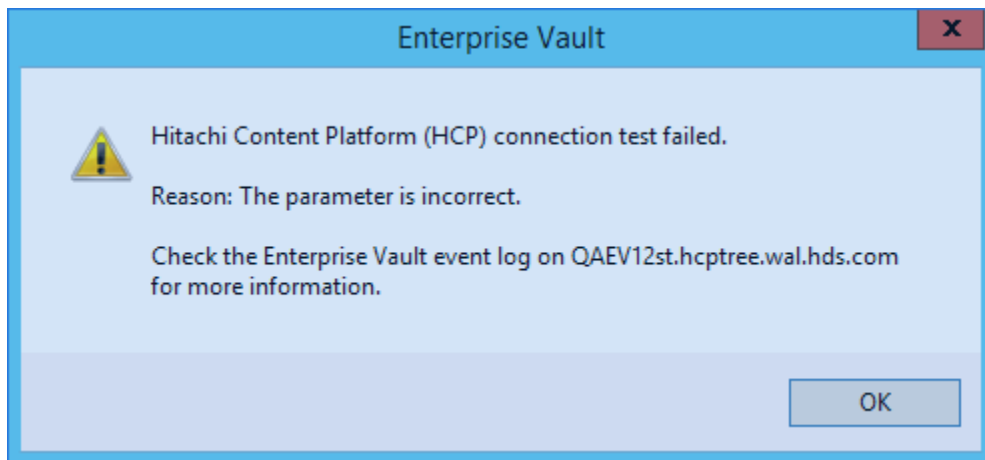 Enterprise Vault
x
Hitachi Content Platform (HCP) connection test failed.
Reason: The parameter is incorrect.
Check the Enterprise Vault event log on QAEV12st.hcptree.wal.hds.com
for more information.
OK